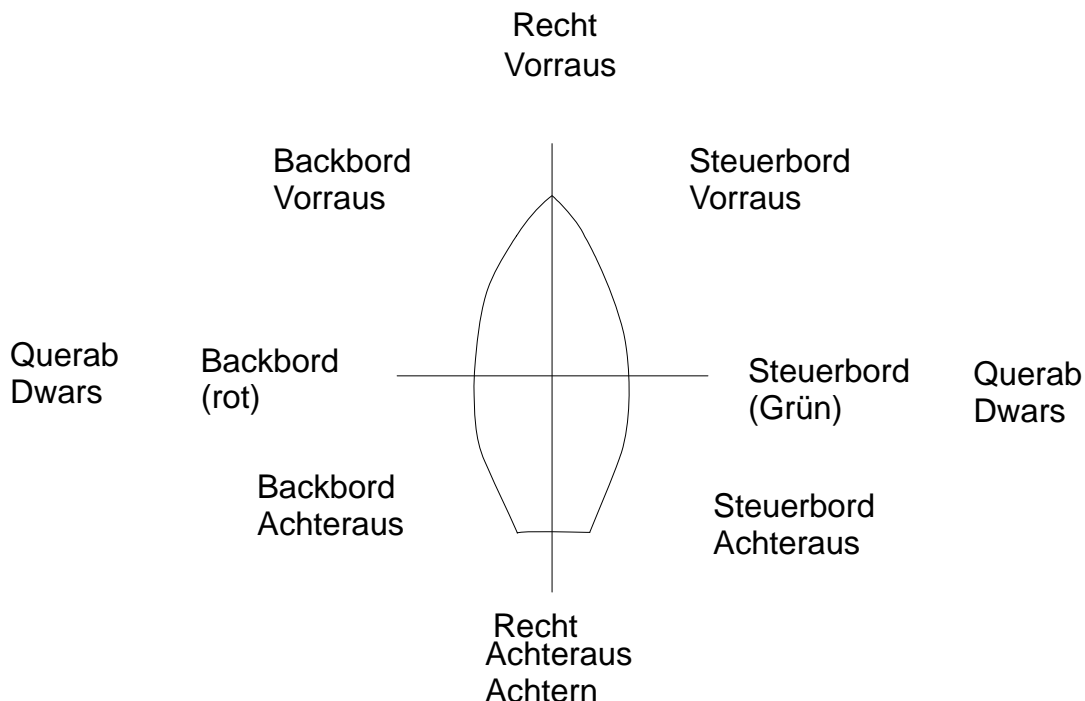 Recht
Vorraus
Backbord
Vorraus
Steuerbord
Vorraus
Querab
Dwars
Backbord
(rot)
Steuerbord
(Grün)
Querab
Dwars
Backbord
Achteraus
Steuerbord
Achteraus
Recht
Achteraus
Achtern